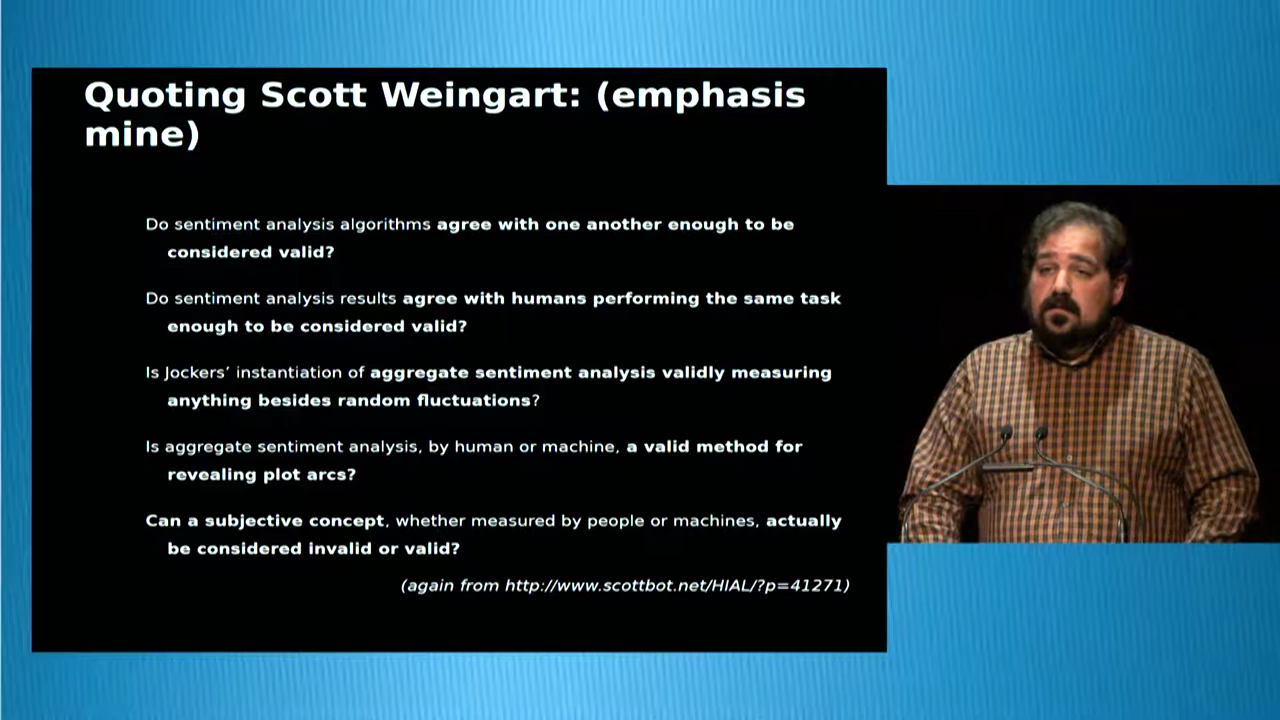 Quoting Scott Weingart: (emphasis
mine)
Do sentiment analysis algorithms agree with one another enough to be
considered valid?
Do sentiment analysis results agree with humans performing the same task
enough to be considered valid?
Is Jockers’ instantiation of aggregate sentiment analysis validly measuring
anything besides random fluctuations?
Is aggregate sentiment analysis, by human or machine, a valid method for
revealing plot arcs?
Can a subjective concept, whether measured by people or machines, actually
be considered invalid or valid?
(again from http://www.scottbot.net/HIAL/?p=41271)